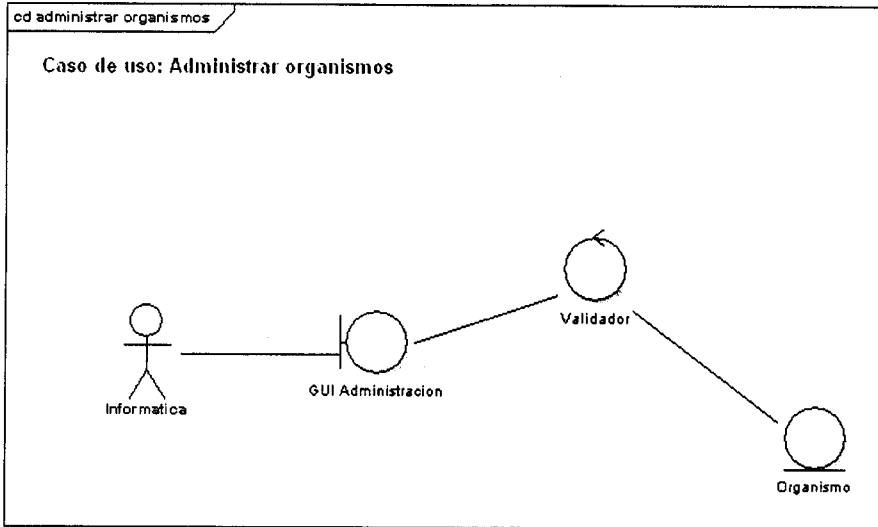 cd administrar organismos
Caso de uso: Administrar organismos
Validador
GUI Administracion
Informatica
Organismo